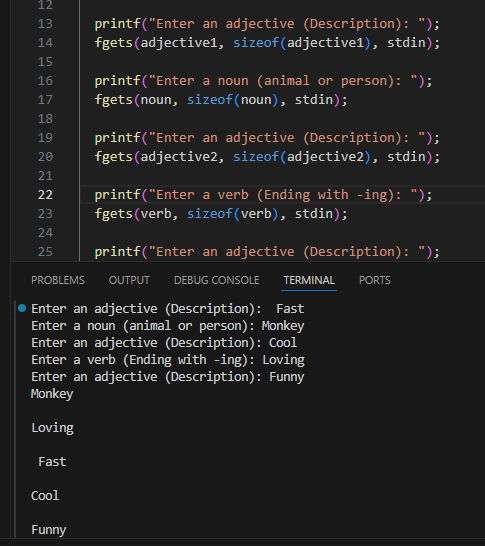 12
13 printf("Enter an adjective (Description): ");
14 fgets(adjective1, sizeof(adjective1), stdin);
15
16 printf("Enter a noun (animal or person): ");
17 fgets(noun, sizeof(noun), stdin);
18
19 printf("Enter an adjective (Description): ");
20 fgets(adjective2, sizeof(adjective2), stdin);
21
22 printf("Enter a verb (Ending with -ing): ");
23 fgets(verb, sizeof(verb), stdin);
24
25 printf("Enter an adjective (Description): ");
PROBLEMS OUTPUT DEBUG CONSOLE TERMINAL PORTS
Enter an adjective (Description):  Fast
Enter a noun (animal or person): Monkey
Enter an adjective (Description): Cool
Enter a verb (Ending with -ing): Loving
Enter an adjective (Description): Funny
Monkey
Loving
 Fast
Cool
Funny